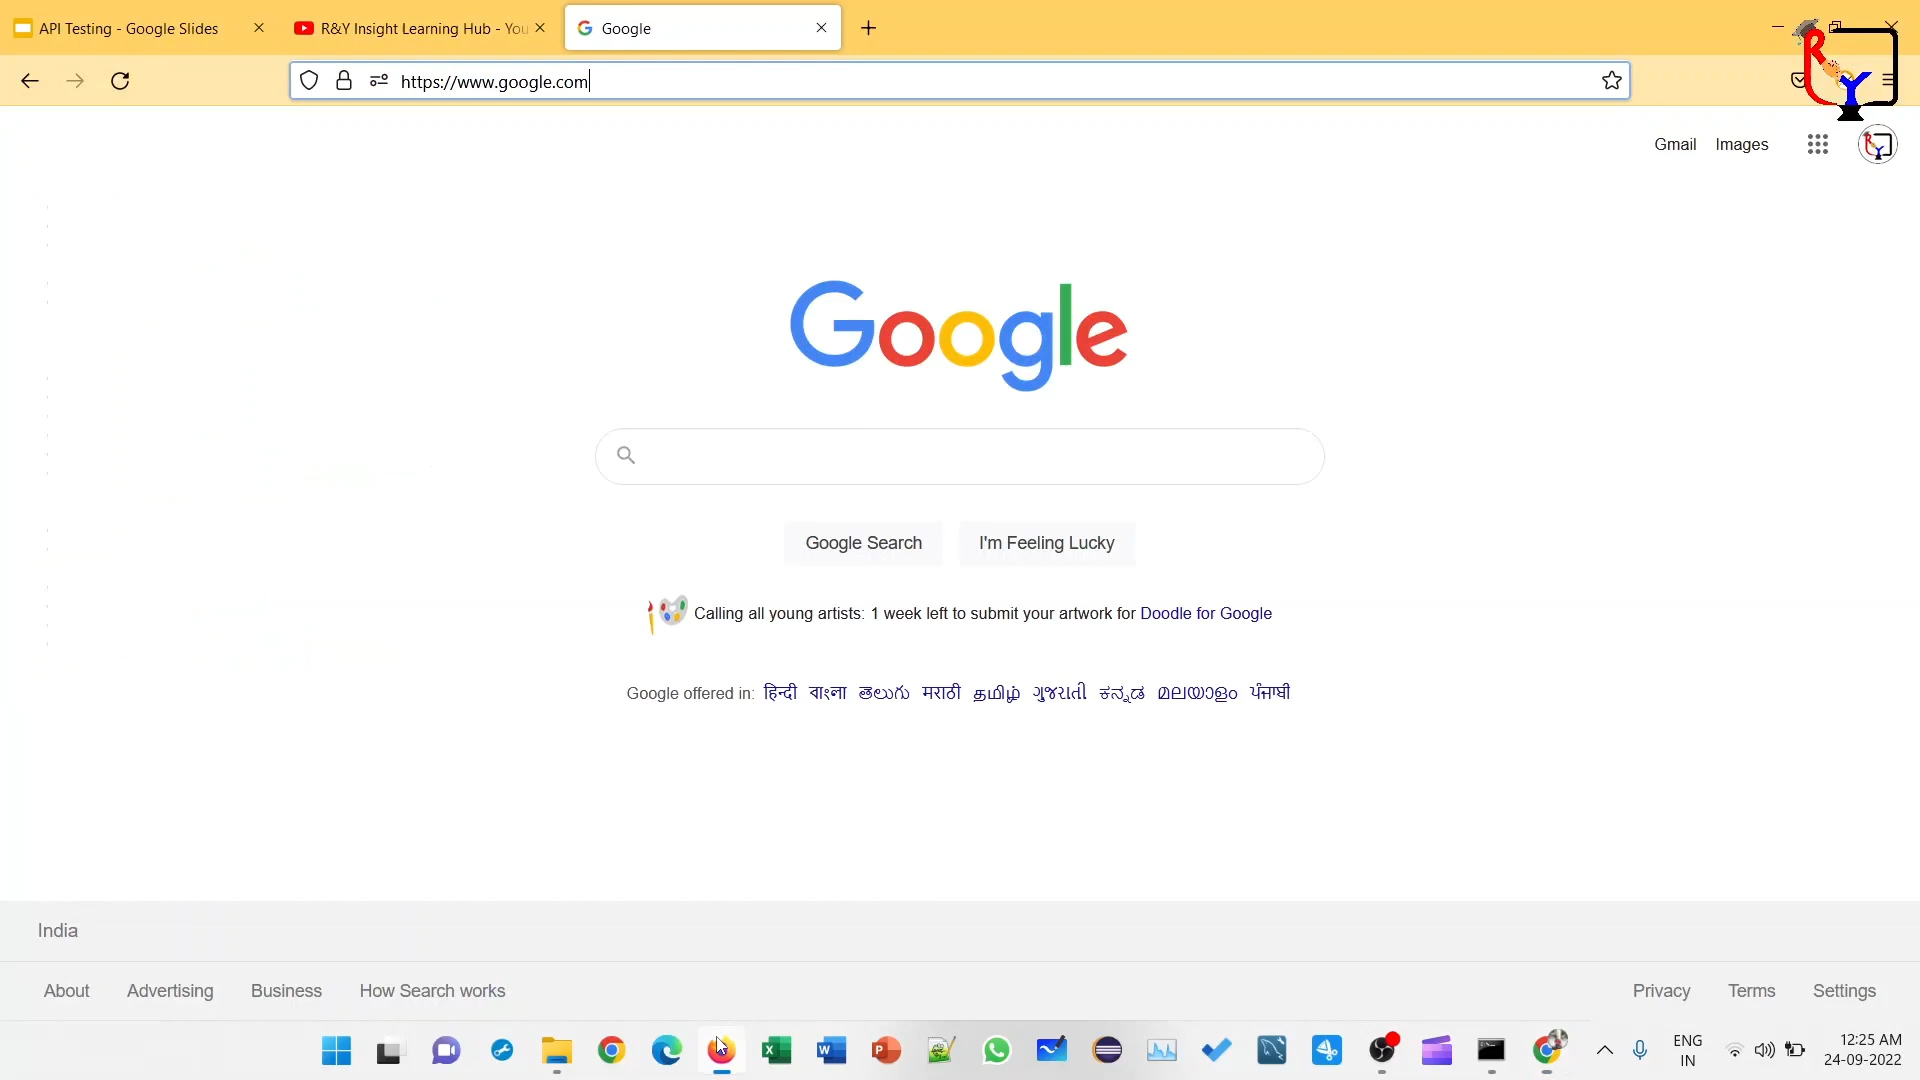 API Testing - Google Slides
R&Y Insight Learning Hub - You
Google
https://www.google.com
RY
Gmail Images
Google
Google Search I'm Feeling Lucky
Calling all young artists: 1 week left to submit your artwork for Doodle for Google
Google offered in: हिन्दी বাংলা తెలుగు मराठी தமிழ் ગુજરાતી ಕನ್ನಡ മലയാളം ਪੰਜਾਬੀ
India
About Advertising Business How Search works Privacy Terms Settings
ENG
IN
12:25 AM
24-09-2022